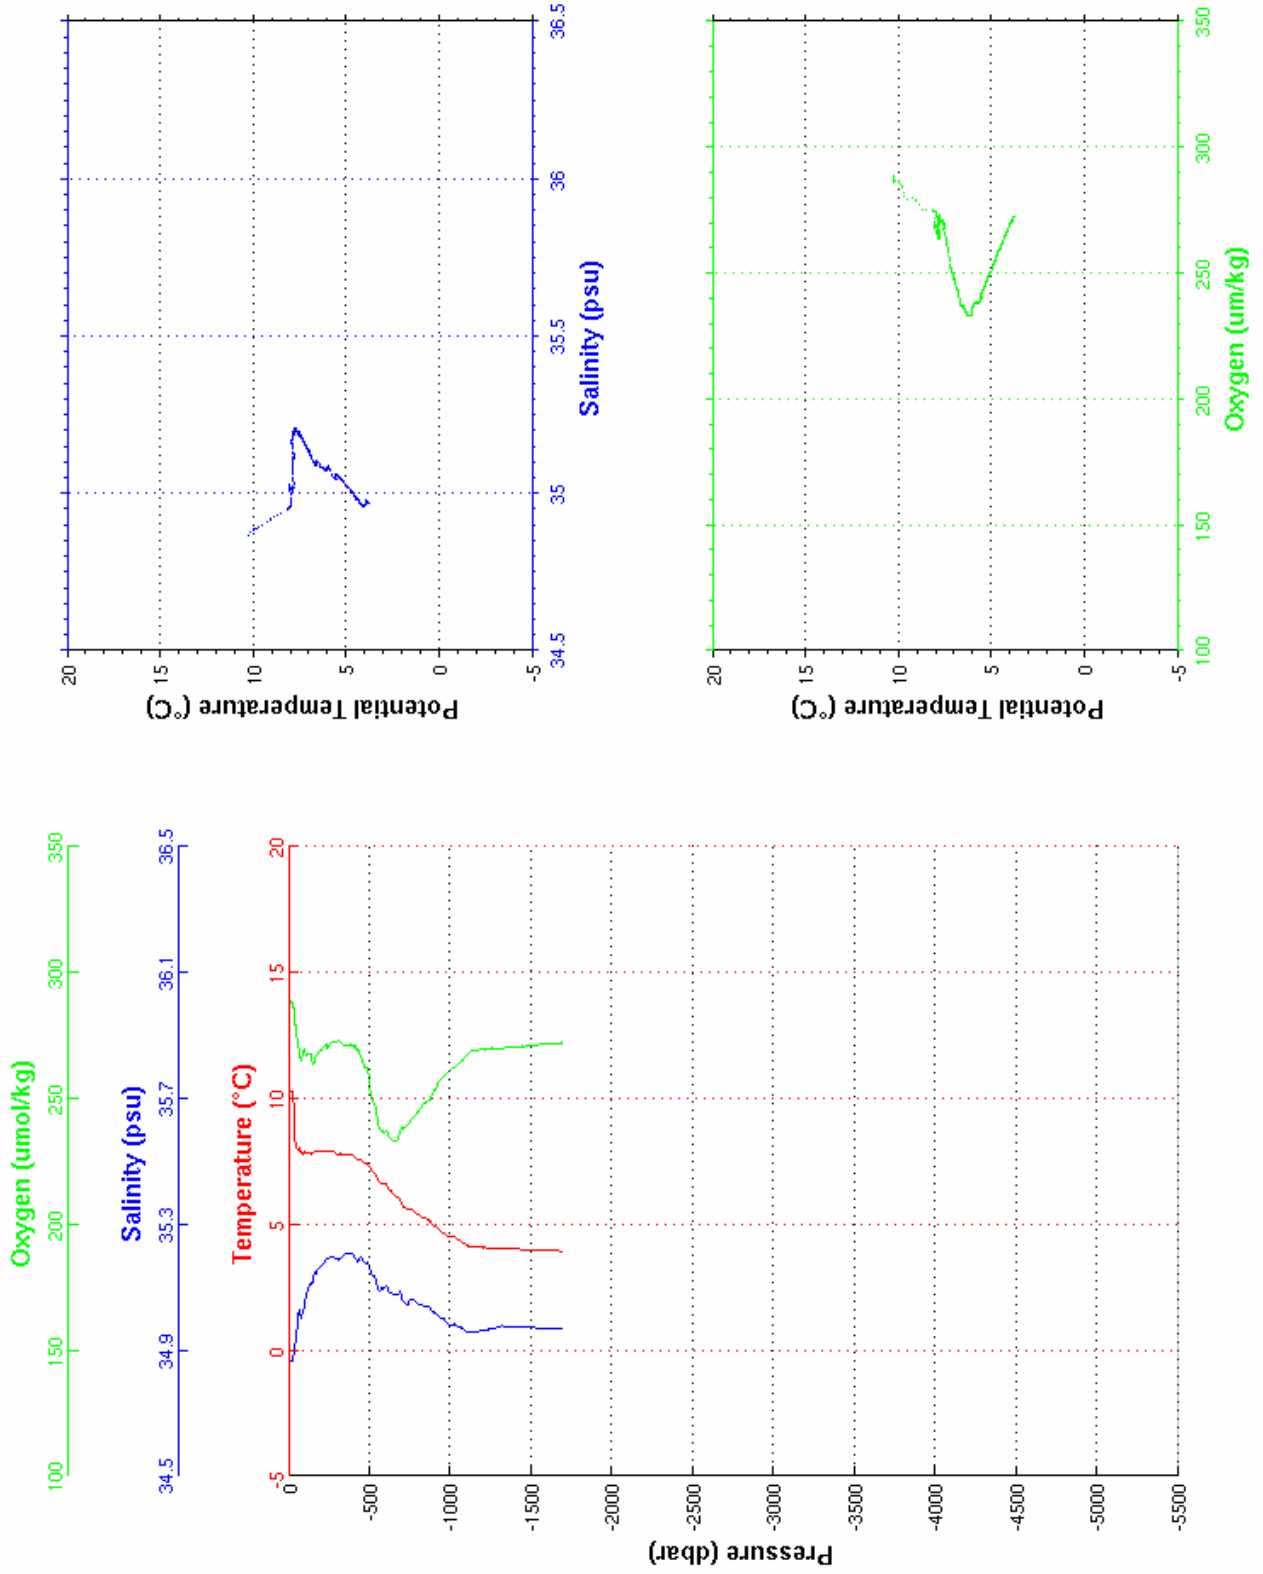 Oxygen (umol/kg)
100 150 200 250 300 350
Salinity (psu)
34.5 34.9 35.3 35.7 36.1 36.5
Temperature (°C)
-5 0 5 10 15 20
0
-500
-1000
-1500
-2000
-2500
-3000
-3500
-4000
-4500
-5000
-5500
Pressure (dbar)
20
15
10
5
0
-5
Potential Temperature (°C)
34.5 35 35.5 36 36.5
Salinity (psu)
20
15
10
5
0
-5
Potential Temperature (°C)
100 150 200 250 300 350
Oxygen (um/kg)